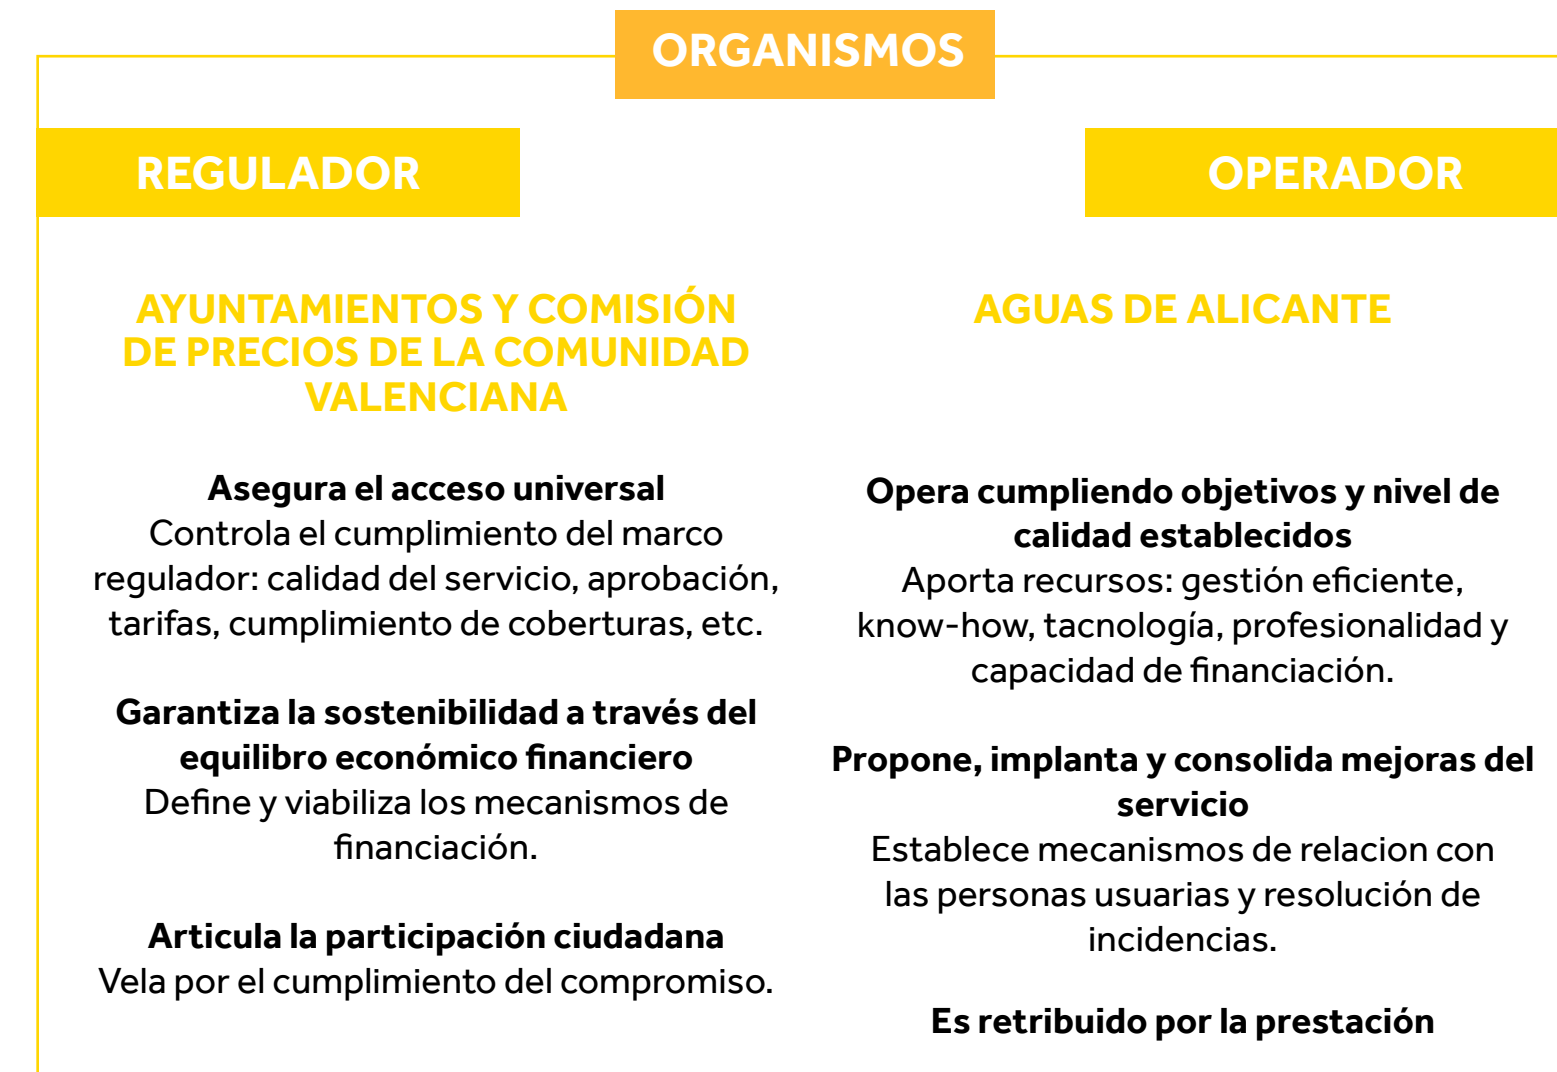 ORGANISMOS
REGULADOR
OPERADOR
AYUNTAMIENTOS Y COMISIÓN
DE PRECIOS DE LA COMUNIDAD
VALENCIANA
Asegura el acceso universal
Controla el cumplimiento del marco
regulador: calidad del servicio, aprobación,
tarifas, cumplimiento de coberturas, etc.
Garantiza la sostenibilidad a través del
equilibro económico financiero
Define y viabiliza los mecanismos de
financiación.
Articula la participación ciudadana
Vela por el cumplimiento del compromiso.
AGUAS DE ALICANTE
Opera cumpliendo objetivos y nivel de
calidad establecidos
Aporta recursos: gestión eficiente,
know-how, tacnología, profesionalidad y
capacidad de financiación.
Propone, implanta y consolida mejoras del
servicio
Establece mecanismos de relacion con
las personas usuarias y resolución de
incidencias.
Es retribuido por la prestación